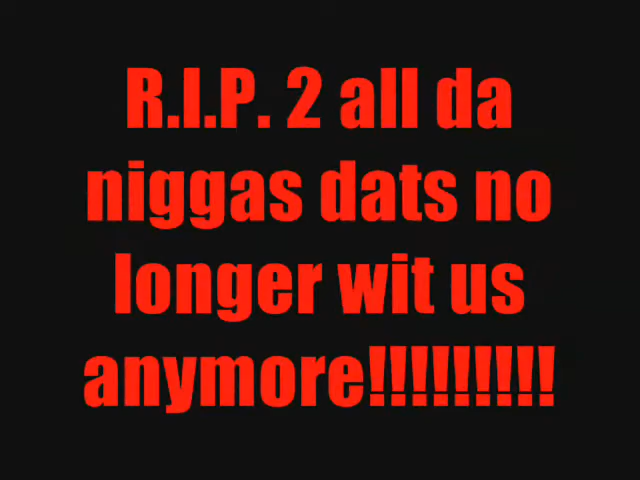 R.I.P. 2 all da
niggas dats no
longer wit us
anymore!!!!!!!!!